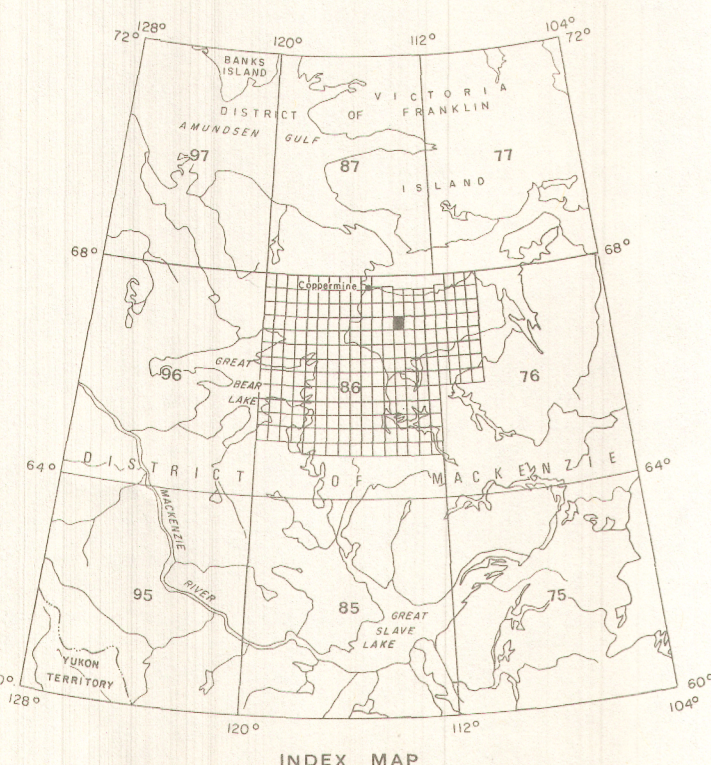 128°
120°
112°
104°
72°
72°
BANKS
ISLAND
VICTORIA
DISTRICT OF FRANKLIN
AMUNDSEN GULF
97
87
77
ISLAND
68°
68°
Coppermine
GREAT
BEAR
LAKE
96
86
76
DISTRICT OF MACKENZIE
64°
64°
MACKENZIE
RIVER
95
85
75
GREAT
SLAVE
LAKE
YUKON
TERRITORY
0°
60°
128°
120°
112°
104°
INDEX MAP